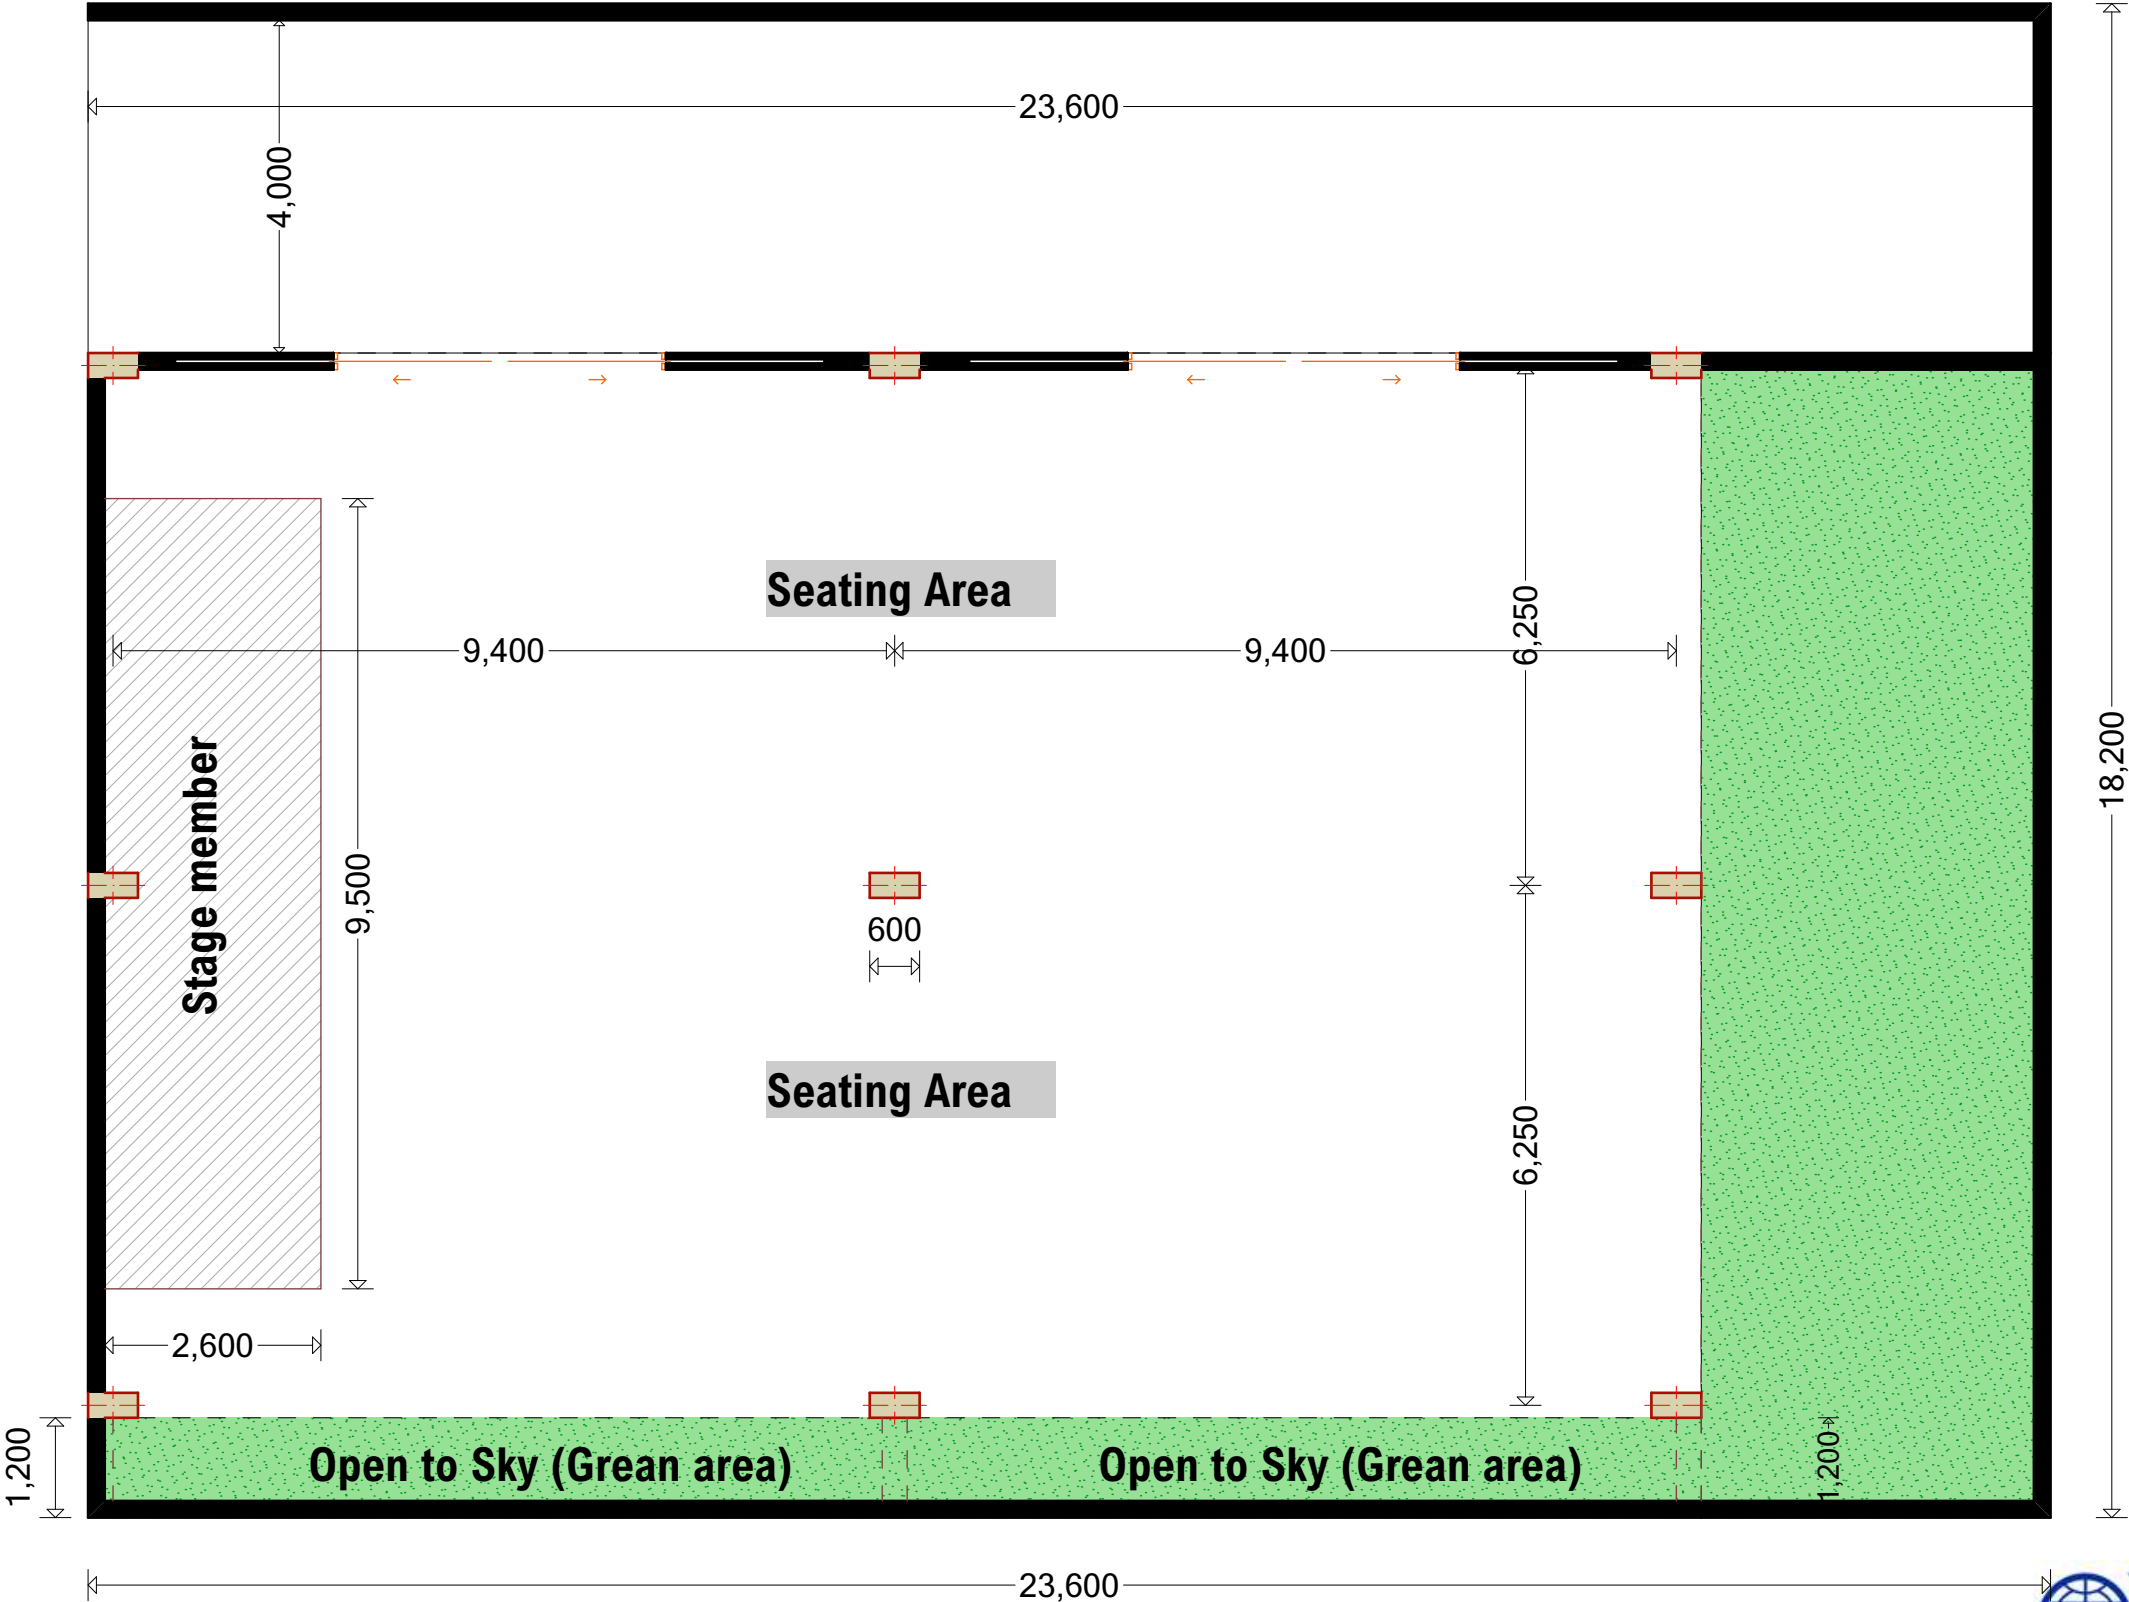 23,600
4,000
Seating Area
9,400
9,400
6,250
18,200
Stage member
9,500
600
Seating Area
6,250
2,600
1,200
Open to Sky (Grean area)
Open to Sky (Grean area)
1,200
23,600